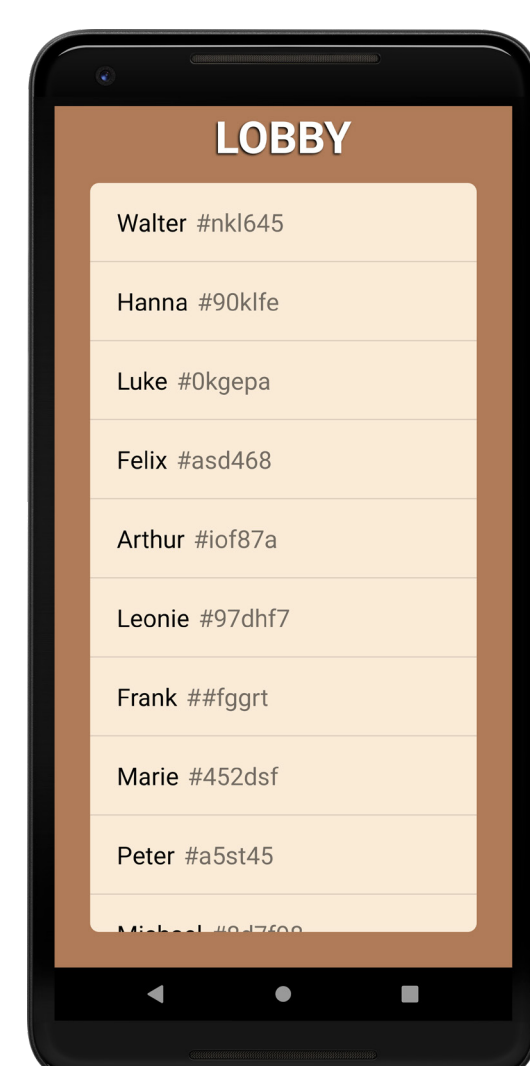 LOBBY
Walter #nkl645
Hanna #90klfe
Luke #0kgepa
Felix #asd468
Arthur #iof87a
Leonie #97dhf7
Frank ##fggrt
Marie #452dsf
Peter #a5st45
Michael